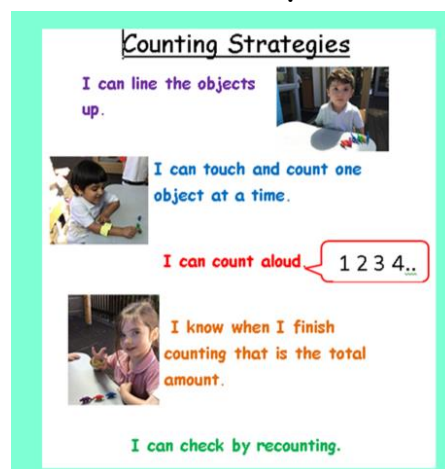 Counting Strategies
I can line the objects
up.
I can touch and count one
object at a time.
I can count aloud.
1 2 3 4..
I know when I finish
counting that is the total
amount.
I can check by recounting.